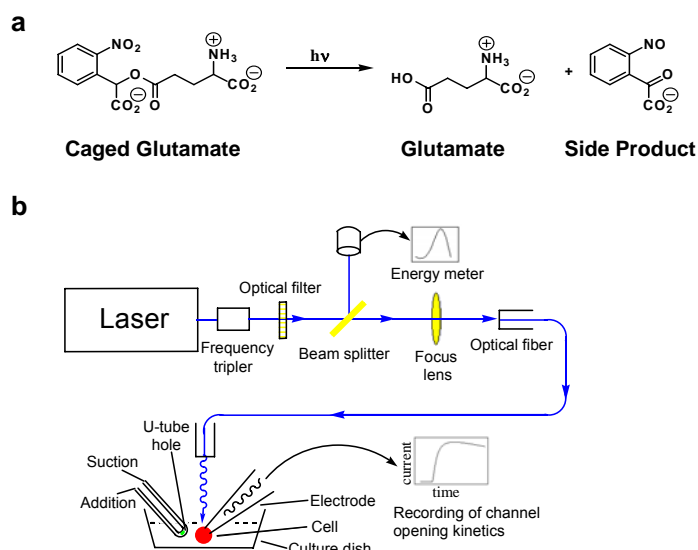 a
NO₂
O
O
CO₂⊖
⊕
NH₃
CO₂⊖
hν
HO
O
⊕
NH₃
CO₂⊖
+
NO
O
CO₂⊖
Caged Glutamate
Glutamate
Side Product
b
Laser
Frequency
tripler
Optical filter
Beam splitter
Energy meter
Focus
lens
Optical fiber
U-tube
hole
Suction
Addition
Electrode
Cell
Culture dish
current
time
Recording of channel
opening kinetics